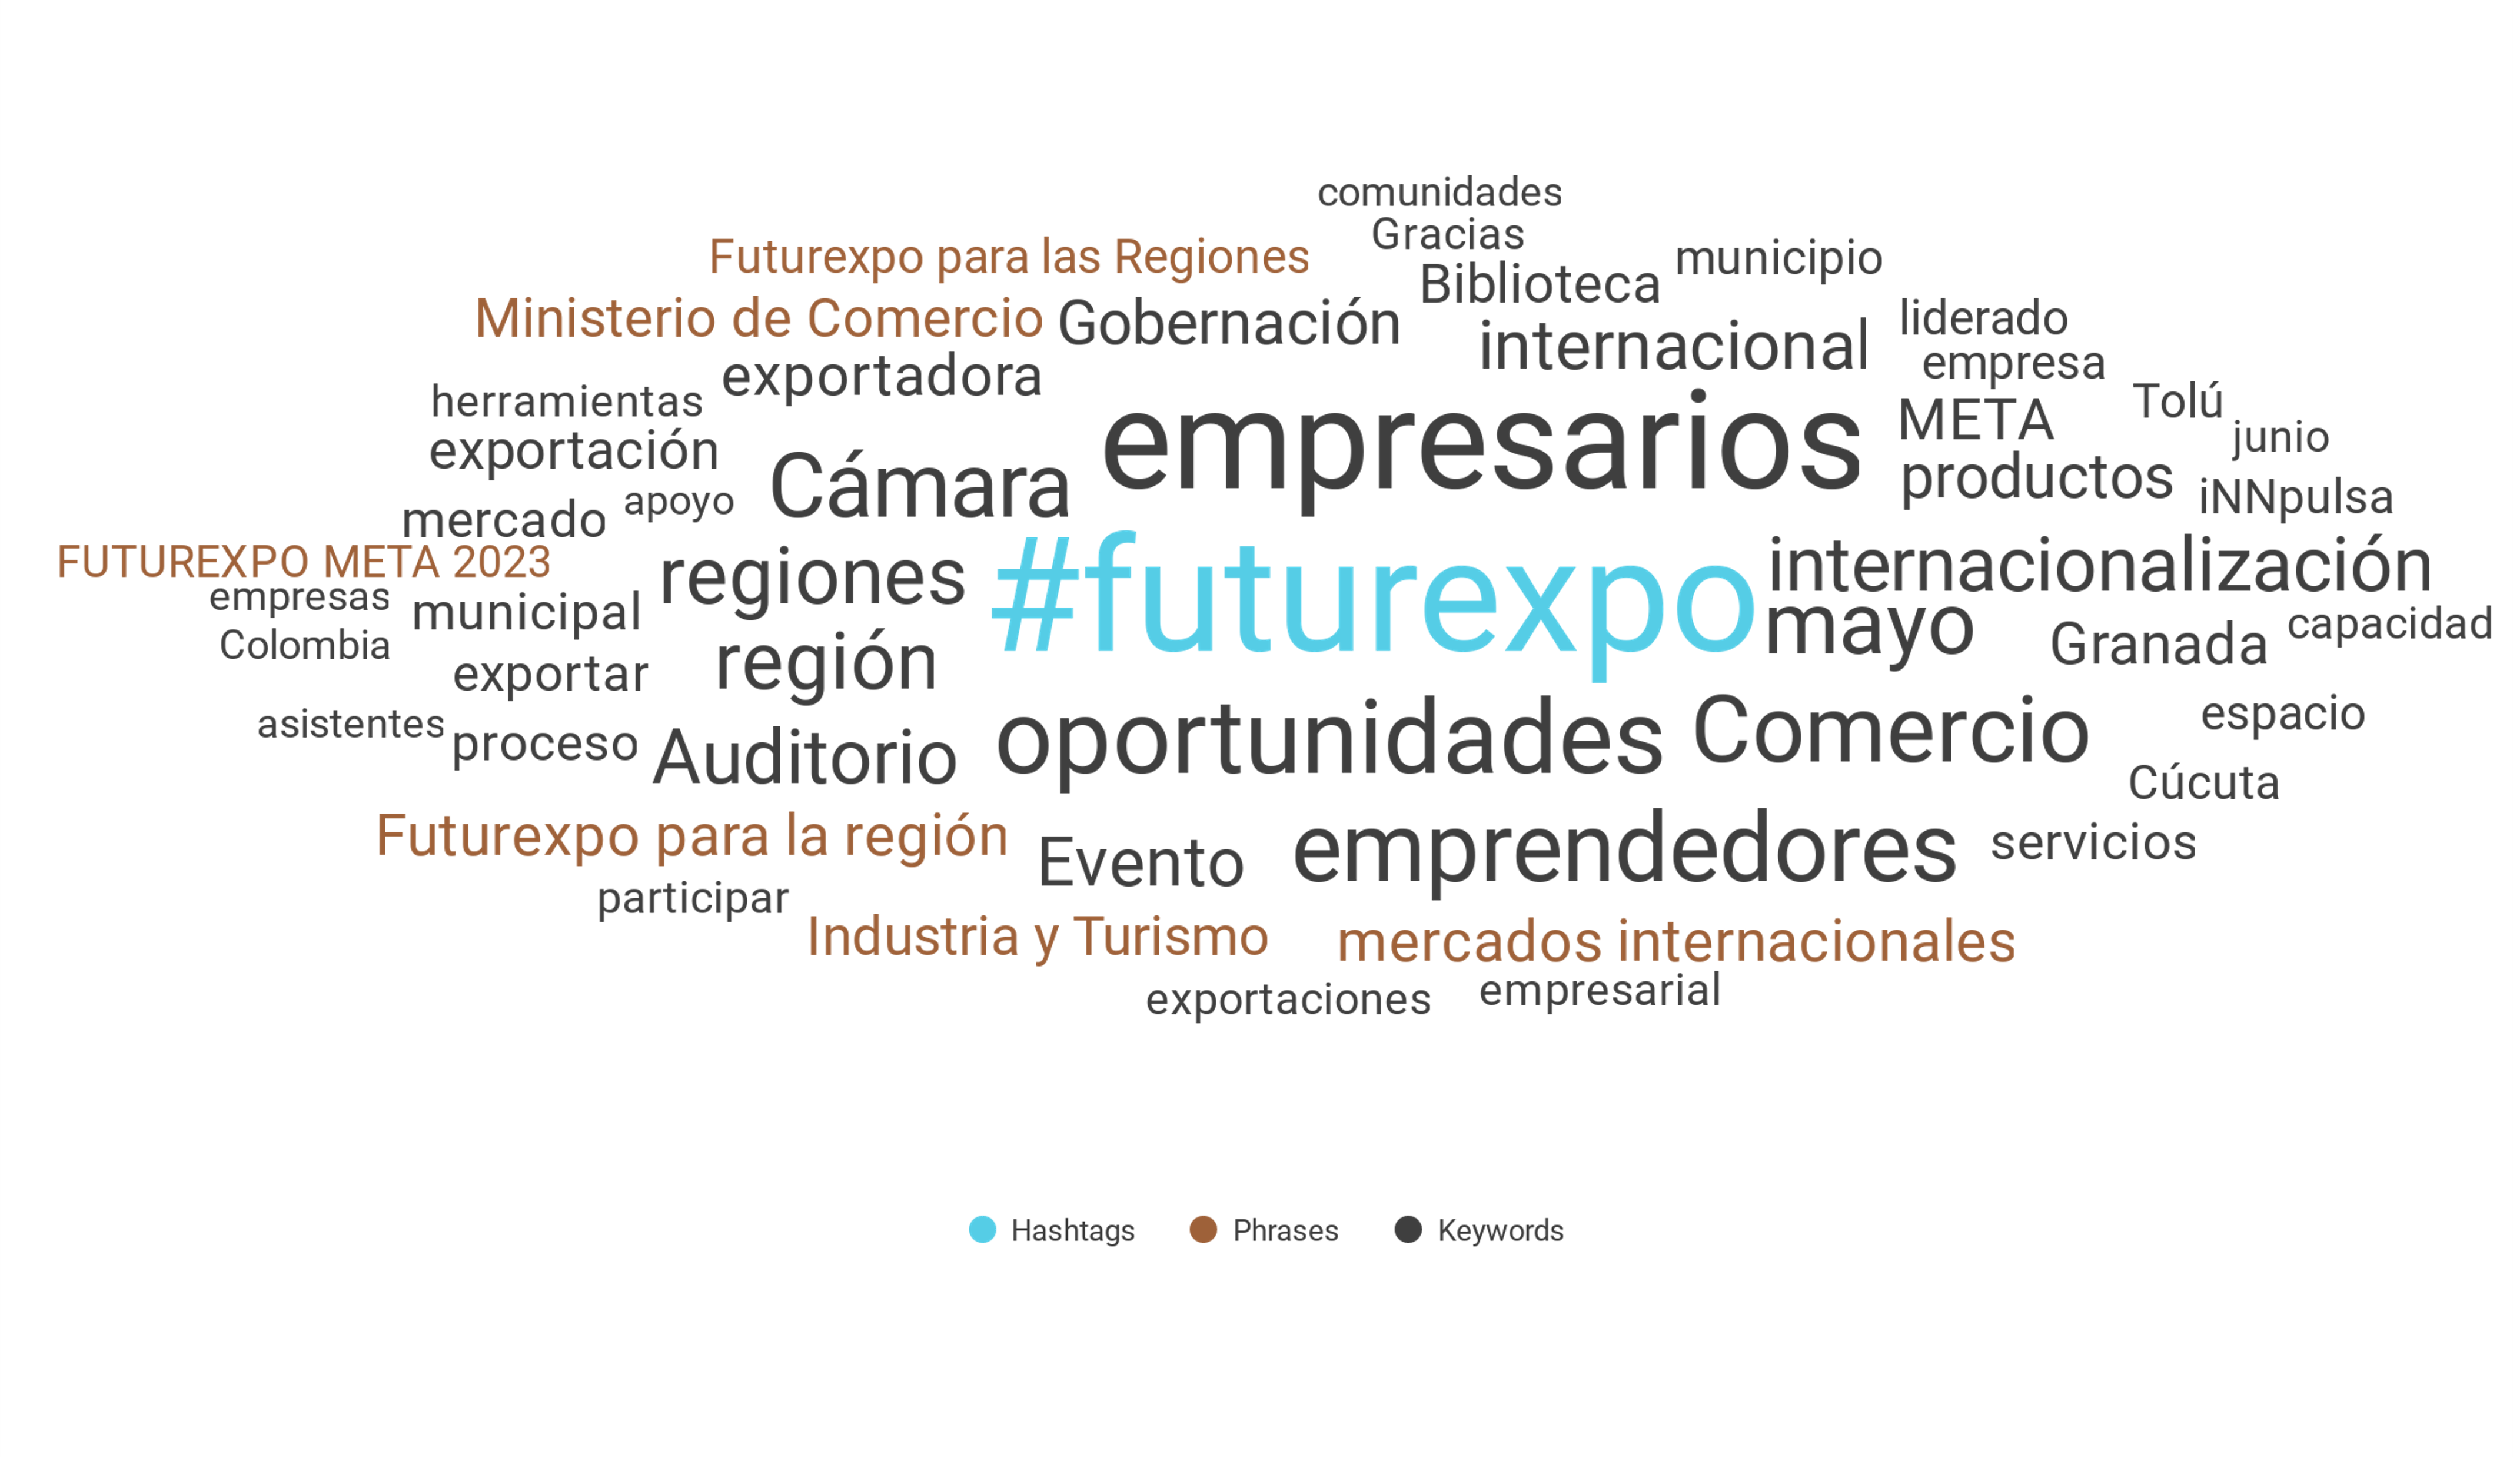 comunidades
Gracias
Futurexpo para las Regiones
Biblioteca
municipio
Ministerio de Comercio
Gobernación
internacional
liderado
empresa
exportadora
herramientas
empresarios
META
Tolú
junio
exportación
Cámara
productos
iNNpulsa
apoyo
mercado
FUTUREXPO META 2023
regiones
#futurexpo
internacionalización
empresas
municipal
mayo
capacidad
Colombia
Granada
exportar
región
asistentes
proceso
Auditorio
oportunidades
Comercio
espacio
Cúcuta
Futurexpo para la región
Evento
emprendedores
servicios
participar
Industria y Turismo
mercados internacionales
exportaciones
empresarial
Hashtags
Phrases
Keywords